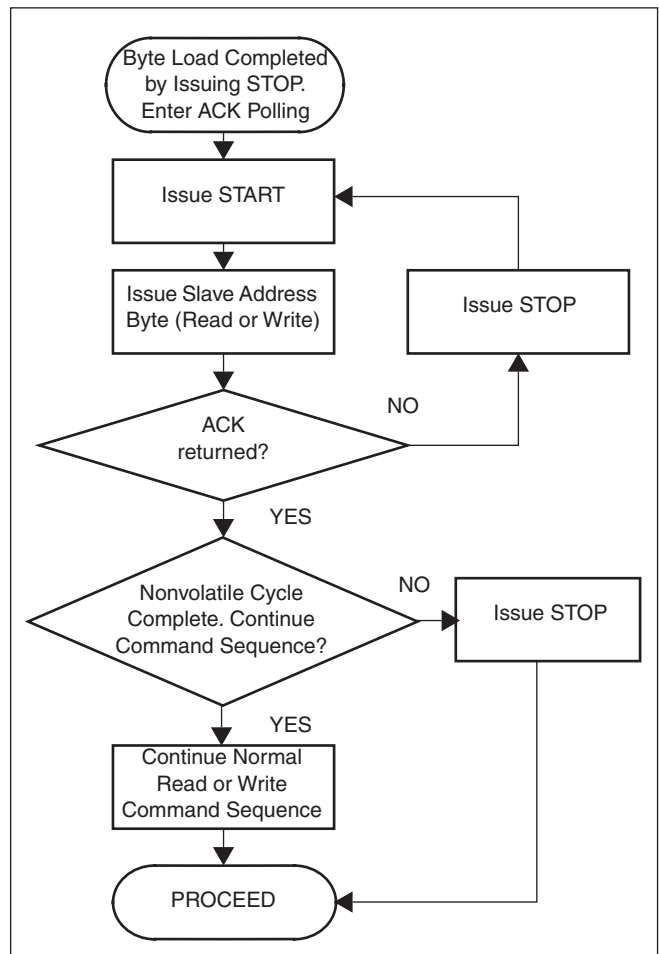 Byte Load Completed
by Issuing STOP.
Enter ACK Polling
Issue START
Issue Slave Address
Byte (Read or Write)
Issue STOP
ACK
returned?
NO
YES
Nonvolatile Cycle
Complete. Continue
Command Sequence?
NO
Issue STOP
YES
Continue Normal
Read or Write
Command Sequence
PROCEED